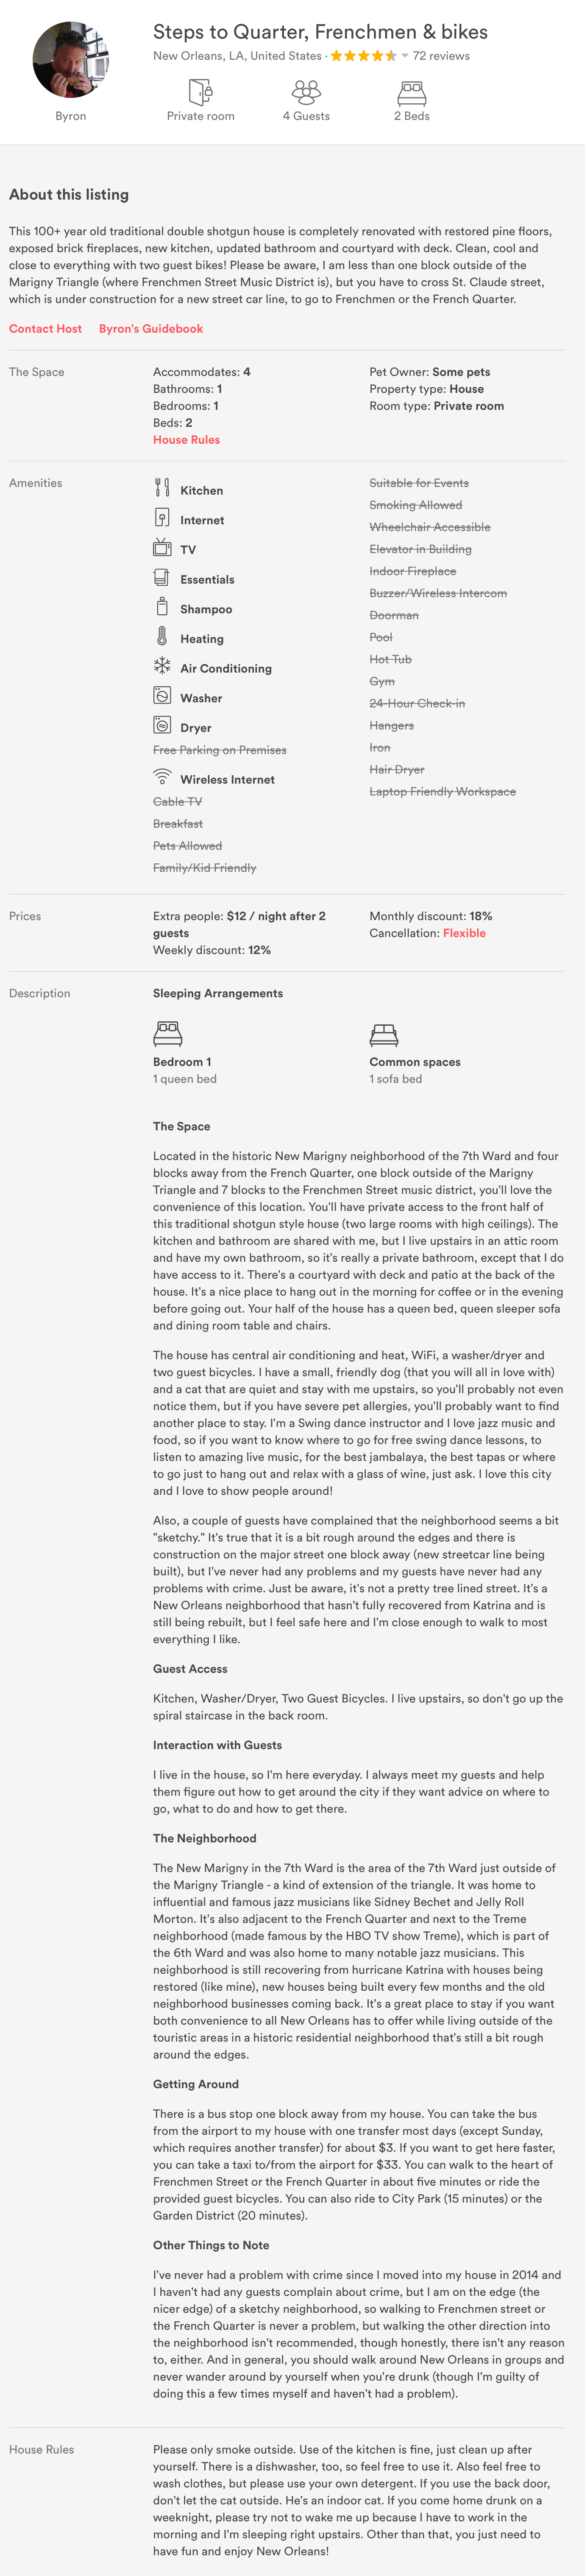 Steps to Quarter, Frenchmen & bikes
New Orleans, LA, United States · 72 reviews
Byron
Private room
4 Guests
2 Beds
About this listing
This 100+ year old traditional double shotgun house is completely renovated with restored pine floors,
exposed brick fireplaces, new kitchen, updated bathroom and courtyard with deck. Clean, cool and
close to everything with two guest bikes! Please be aware, I am less than one block outside of the
Marigny Triangle (where Frenchmen Street Music District is), but you have to cross St. Claude street,
which is under construction for a new street car line, to go to Frenchmen or the French Quarter.
Contact Host Byron's Guidebook
The Space
Accommodates: 4
Bathrooms: 1
Bedrooms: 1
Beds: 2
House Rules
Pet Owner: Some pets
Property type: House
Room type: Private room
Amenities
Kitchen
Internet
TV
Essentials
Shampoo
Heating
Air Conditioning
Washer
Dryer
Free Parking on Premises
Wireless Internet
Cable TV
Breakfast
Pets Allowed
Family/Kid Friendly
Suitable for Events
Smoking Allowed
Wheelchair Accessible
Elevator in Building
Indoor Fireplace
Buzzer/Wireless Intercom
Doorman
Pool
Hot Tub
Gym
24-Hour Check-in
Hangers
Iron
Hair Dryer
Laptop Friendly Workspace
Prices
Extra people: $12 / night after 2
guests
Weekly discount: 12%
Monthly discount: 18%
Cancellation: Flexible
Description
Sleeping Arrangements
Bedroom 1
1 queen bed
Common spaces
1 sofa bed
The Space
Located in the historic New Marigny neighborhood of the 7th Ward and four
blocks away from the French Quarter, one block outside of the Marigny
Triangle and 7 blocks to the Frenchmen Street music district, you'll love the
convenience of this location. You'll have private access to the front half of
this traditional shotgun style house (two large rooms with high ceilings). The
kitchen and bathroom are shared with me, but I live upstairs in an attic room
and have my own bathroom, so it's really a private bathroom, except that I do
have access to it. There's a courtyard with deck and patio at the back of the
house. It's a nice place to hang out in the morning for coffee or in the evening
before going out. Your half of the house has a queen bed, queen sleeper sofa
and dining room table and chairs.
The house has central air conditioning and heat, WiFi, a washer/dryer and
two guest bicycles. I have a small, friendly dog (that you will all in love with)
and a cat that are quiet and stay with me upstairs, so you'll probably not even
notice them, but if you have severe pet allergies, you'll probably want to find
another place to stay. I'm a Swing dance instructor and I love jazz music and
food, so if you want to know where to go for free swing dance lessons, to
listen to amazing live music, for the best jambalaya, the best tapas or where
to go just to hang out and relax with a glass of wine, just ask. I love this city
and I love to show people around!
Also, a couple of guests have complained that the neighborhood seems a bit
"sketchy." It's true that it is a bit rough around the edges and there is
construction on the major street one block away (new streetcar line being
built), but I've never had any problems and my guests have never had any
problems with crime. Just be aware, it's not a pretty tree lined street. It's a
New Orleans neighborhood that hasn't fully recovered from Katrina and is
still being rebuilt, but I feel safe here and I'm close enough to walk to most
everything I like.
Guest Access
Kitchen, Washer/Dryer, Two Guest Bicycles. I live upstairs, so don't go up the
spiral staircase in the back room.
Interaction with Guests
I live in the house, so I'm here everyday. I always meet my guests and help
them figure out how to get around the city if they want advice on where to
go, what to do and how to get there.
The Neighborhood
The New Marigny in the 7th Ward is the area of the 7th Ward just outside of
the Marigny Triangle - a kind of extension of the triangle. It was home to
influential and famous jazz musicians like Sidney Bechet and Jelly Roll
Morton. It's also adjacent to the French Quarter and next to the Treme
neighborhood (made famous by the HBO TV show Treme), which is part of
the 6th Ward and was also home to many notable jazz musicians. This
neighborhood is still recovering from hurricane Katrina with houses being
restored (like mine), new houses being built every few months and the old
neighborhood businesses coming back. It's a great place to stay if you want
both convenience to all New Orleans has to offer while living outside of the
touristic areas in a historic residential neighborhood that's still a bit rough
around the edges.
Getting Around
There is a bus stop one block away from my house. You can take the bus
from the airport to my house with one transfer most days (except Sunday,
which requires another transfer) for about $3. If you want to get here faster,
you can take a taxi to/from the airport for $33. You can walk to the heart of
Frenchmen Street or the French Quarter in about five minutes or ride the
provided guest bicycles. You can also ride to City Park (15 minutes) or the
Garden District (20 minutes).
Other Things to Note
I've never had a problem with crime since I moved into my house in 2014 and
I haven't had any guests complain about crime, but I am on the edge (the
nicer edge) of a sketchy neighborhood, so walking to Frenchmen street or
the French Quarter is never a problem, but walking the other direction into
the neighborhood isn't recommended, though honestly, there isn't any reason
to, either. And in general, you should walk around New Orleans in groups and
never wander around by yourself when you're drunk (though I'm guilty of
doing this a few times myself and haven't had a problem).
House Rules
Please only smoke outside. Use of the kitchen is fine, just clean up after
yourself. There is a dishwasher, too, so feel free to use it. Also feel free to
wash clothes, but please use your own detergent. If you use the back door,
don't let the cat outside. He's an indoor cat. If you come home drunk on a
weeknight, please try not to wake me up because I have to work in the
morning and I'm sleeping right upstairs. Other than that, you just need to
have fun and enjoy New Orleans!